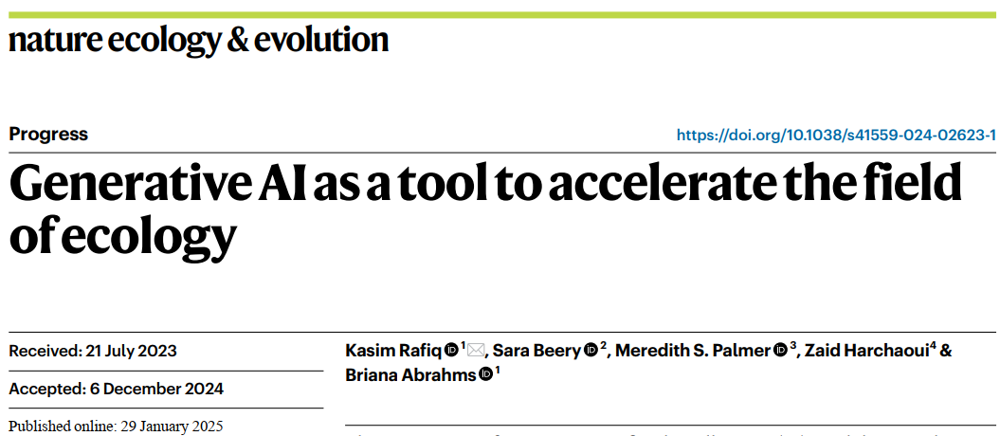 nature ecology & evolution
Progress
https://doi.org/10.1038/s41559-024-02623-1
Generative AI as a tool to accelerate the field
of ecology
Received: 21 July 2023
Accepted: 6 December 2024
Published online: 29 January 2025
Kasim Rafiq 1, Sara Beery 2, Meredith S. Palmer 3, Zaid Harchaoui4 &
Briana Abrahms 1